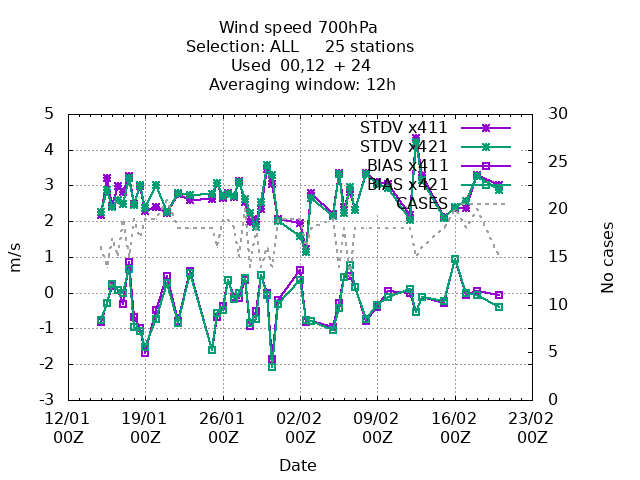 Wind speed 700hPa
Selection: ALL 25 stations
Used 00,12 + 24
Averaging window: 12h
5
4
3
2
1
0
-1
-2
-3
m/s
30
25
20
15
10
5
0
No cases
STDV x411
STDV x421
BIAS x411
BIAS x421
CASES
12/01 19/01 26/01 02/02 09/02 16/02 23/02
00Z 00Z 00Z 00Z 00Z 00Z 00Z
Date